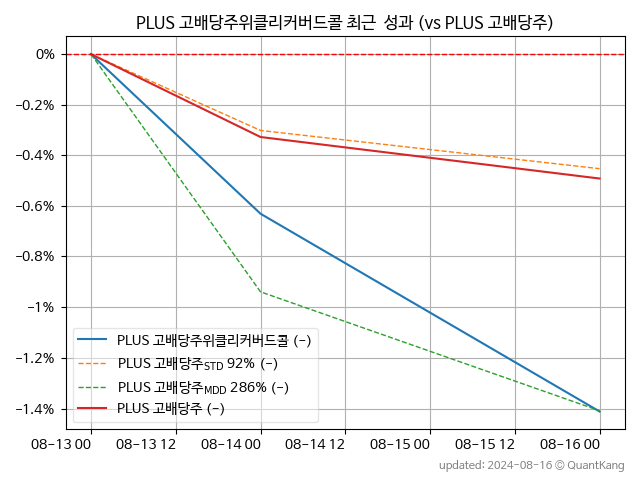 PLUS 고배당주위클리커버드콜 최근  성과 (vs PLUS 고배당주)
0%
−0.2%
−0.4%
−0.6%
−0.8%
−1%
−1.2%
−1.4%
PLUS 고배당주위클리커버드콜 (-)
PLUS 고배당주STD 92% (-)
PLUS 고배당주MDD 286% (-)
PLUS 고배당주 (-)
08-13 00 08-13 12 08-14 00 08-14 12 08-15 00 08-15 12 08-16 00
updated: 2024-08-16 © QuantKang